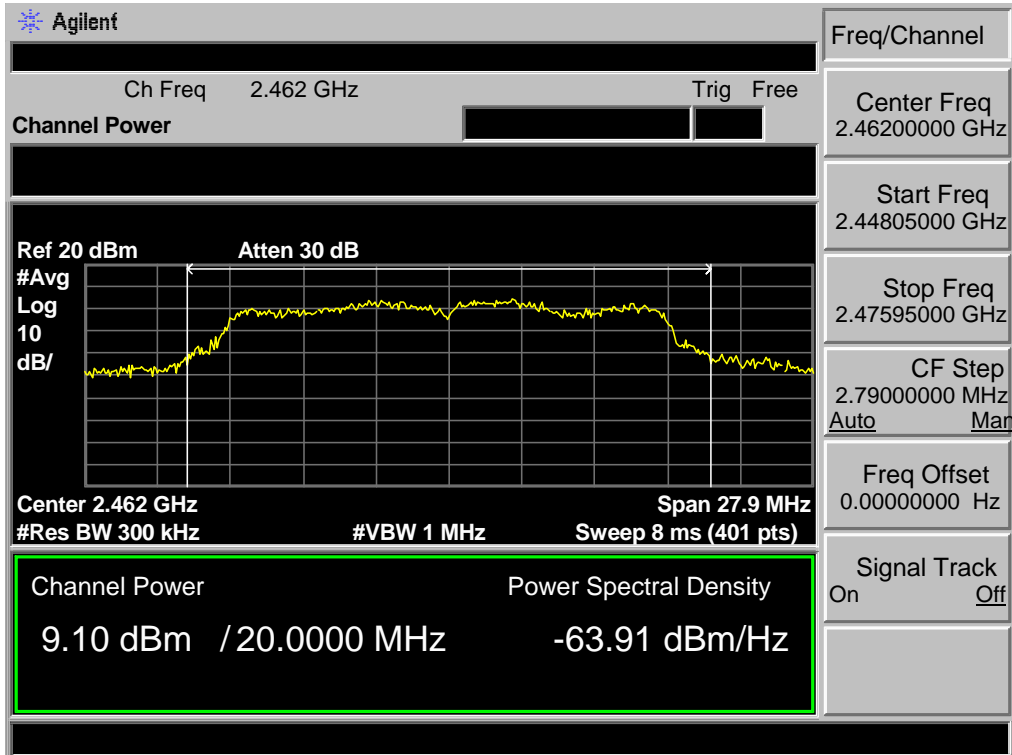 Agilent
Freq/Channel
Ch Freq 2.462 GHz Trig Free
Channel Power
Center Freq
2.46200000 GHz
Start Freq
2.44805000 GHz
Stop Freq
2.47595000 GHz
CF Step
2.79000000 MHz
Auto Man
Freq Offset
0.00000000 Hz
Signal Track
On Off
Ref 20 dBm Atten 30 dB
#Avg
Log
10
dB/
Center 2.462 GHz Span 27.9 MHz
#Res BW 300 kHz #VBW 1 MHz Sweep 8 ms (401 pts)
Channel Power Power Spectral Density
9.10 dBm / 20.0000 MHz -63.91 dBm/Hz